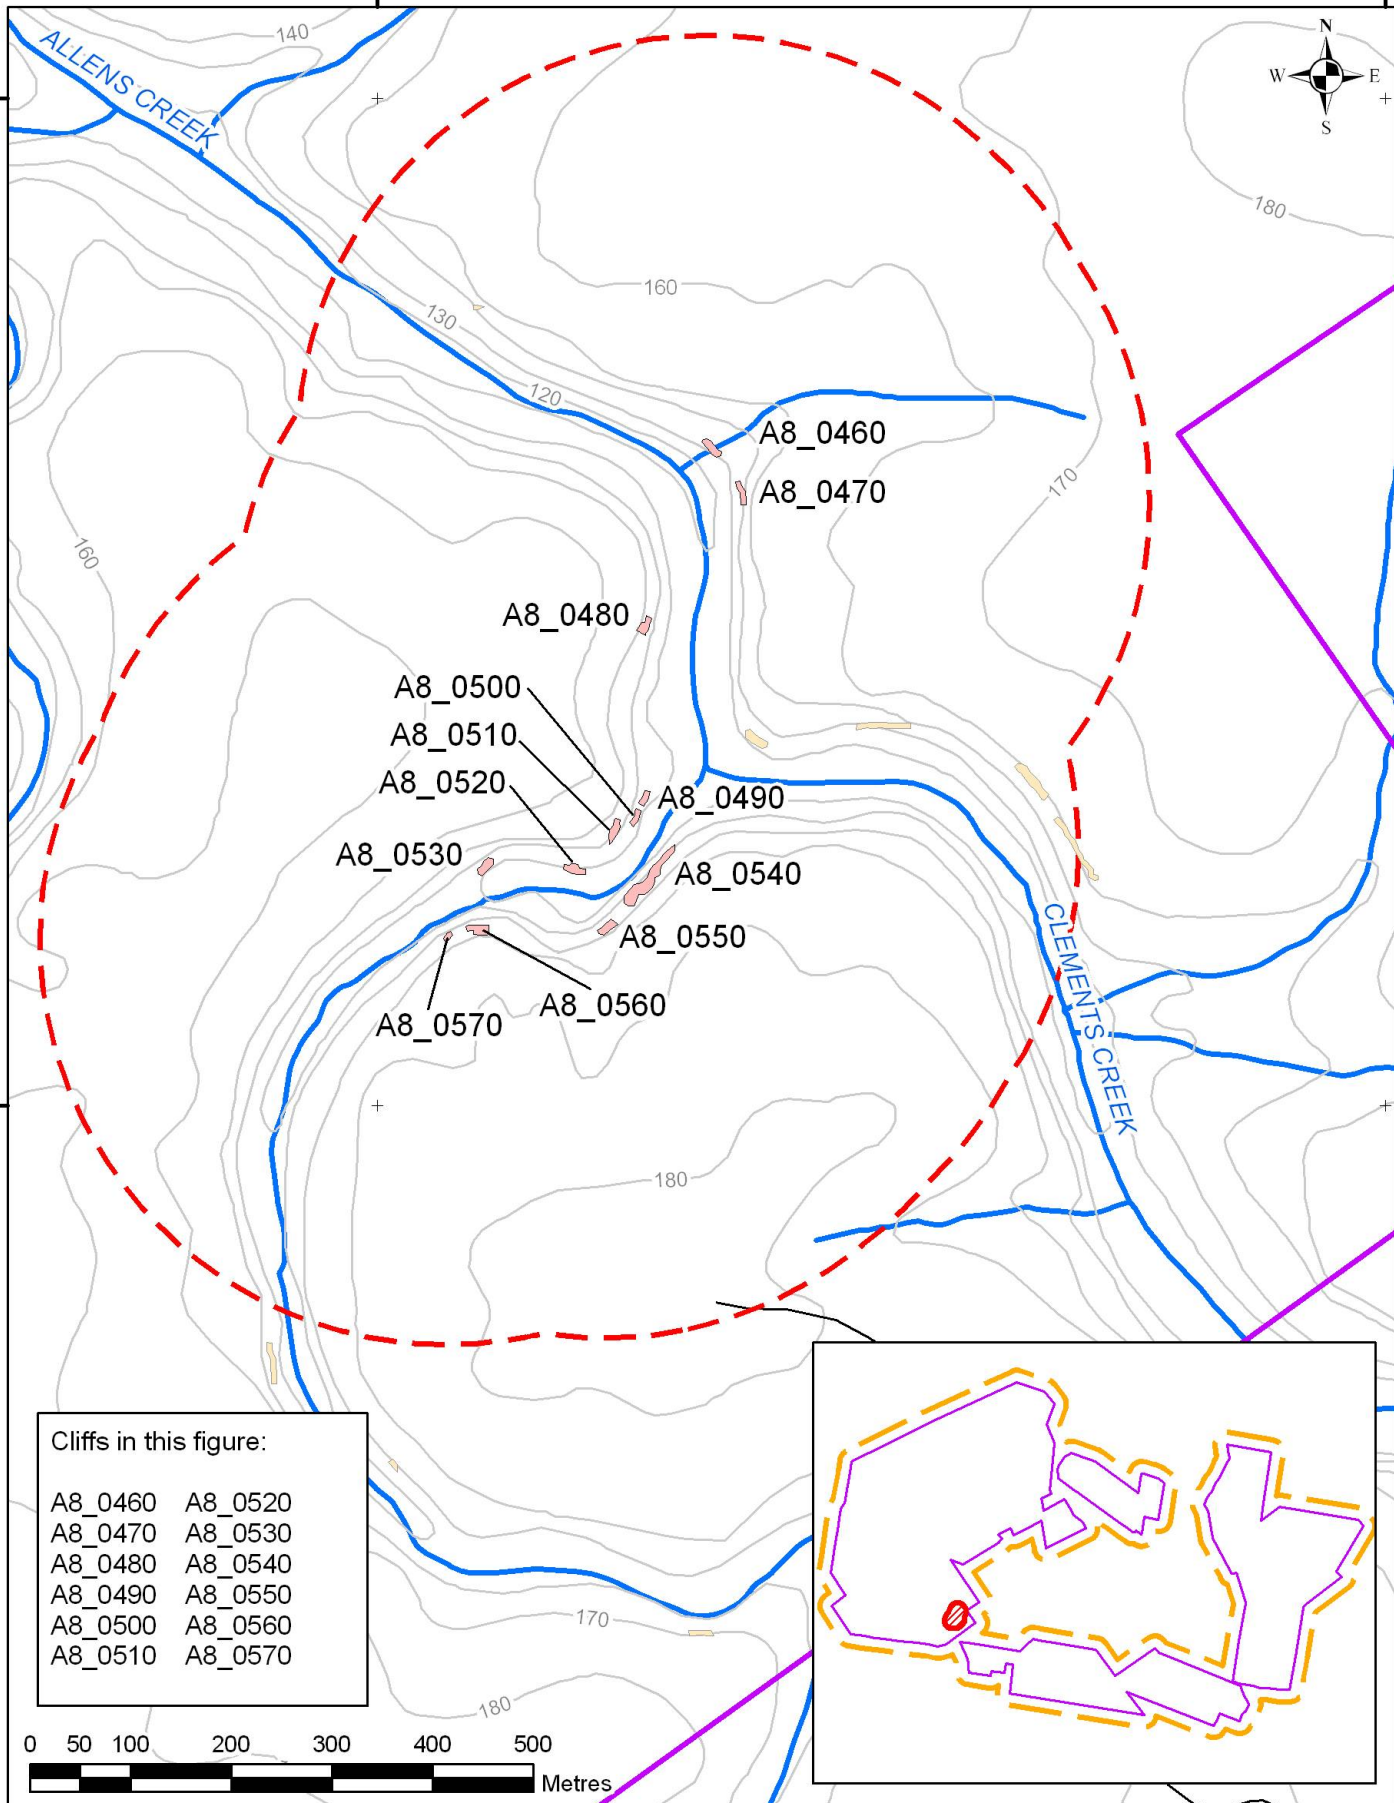 140
N
W E
S
ALLENS CREEK
180
160
130
120
A8_0460
170
A8_0470
160
A8_0480
A8_0500
A8_0510
A8_0520
A8_0490
A8_0530
A8_0540
A8_0550
CLEMENTS CREEK
A8_0560
A8_0570
180
Cliffs in this figure:
A8_0460 A8_0520
A8_0470 A8_0530
A8_0480 A8_0540
A8_0490 A8_0550
A8_0500 A8_0560
A8_0510 A8_0570
170
180
0 50 100 200 300 400 500
Metres